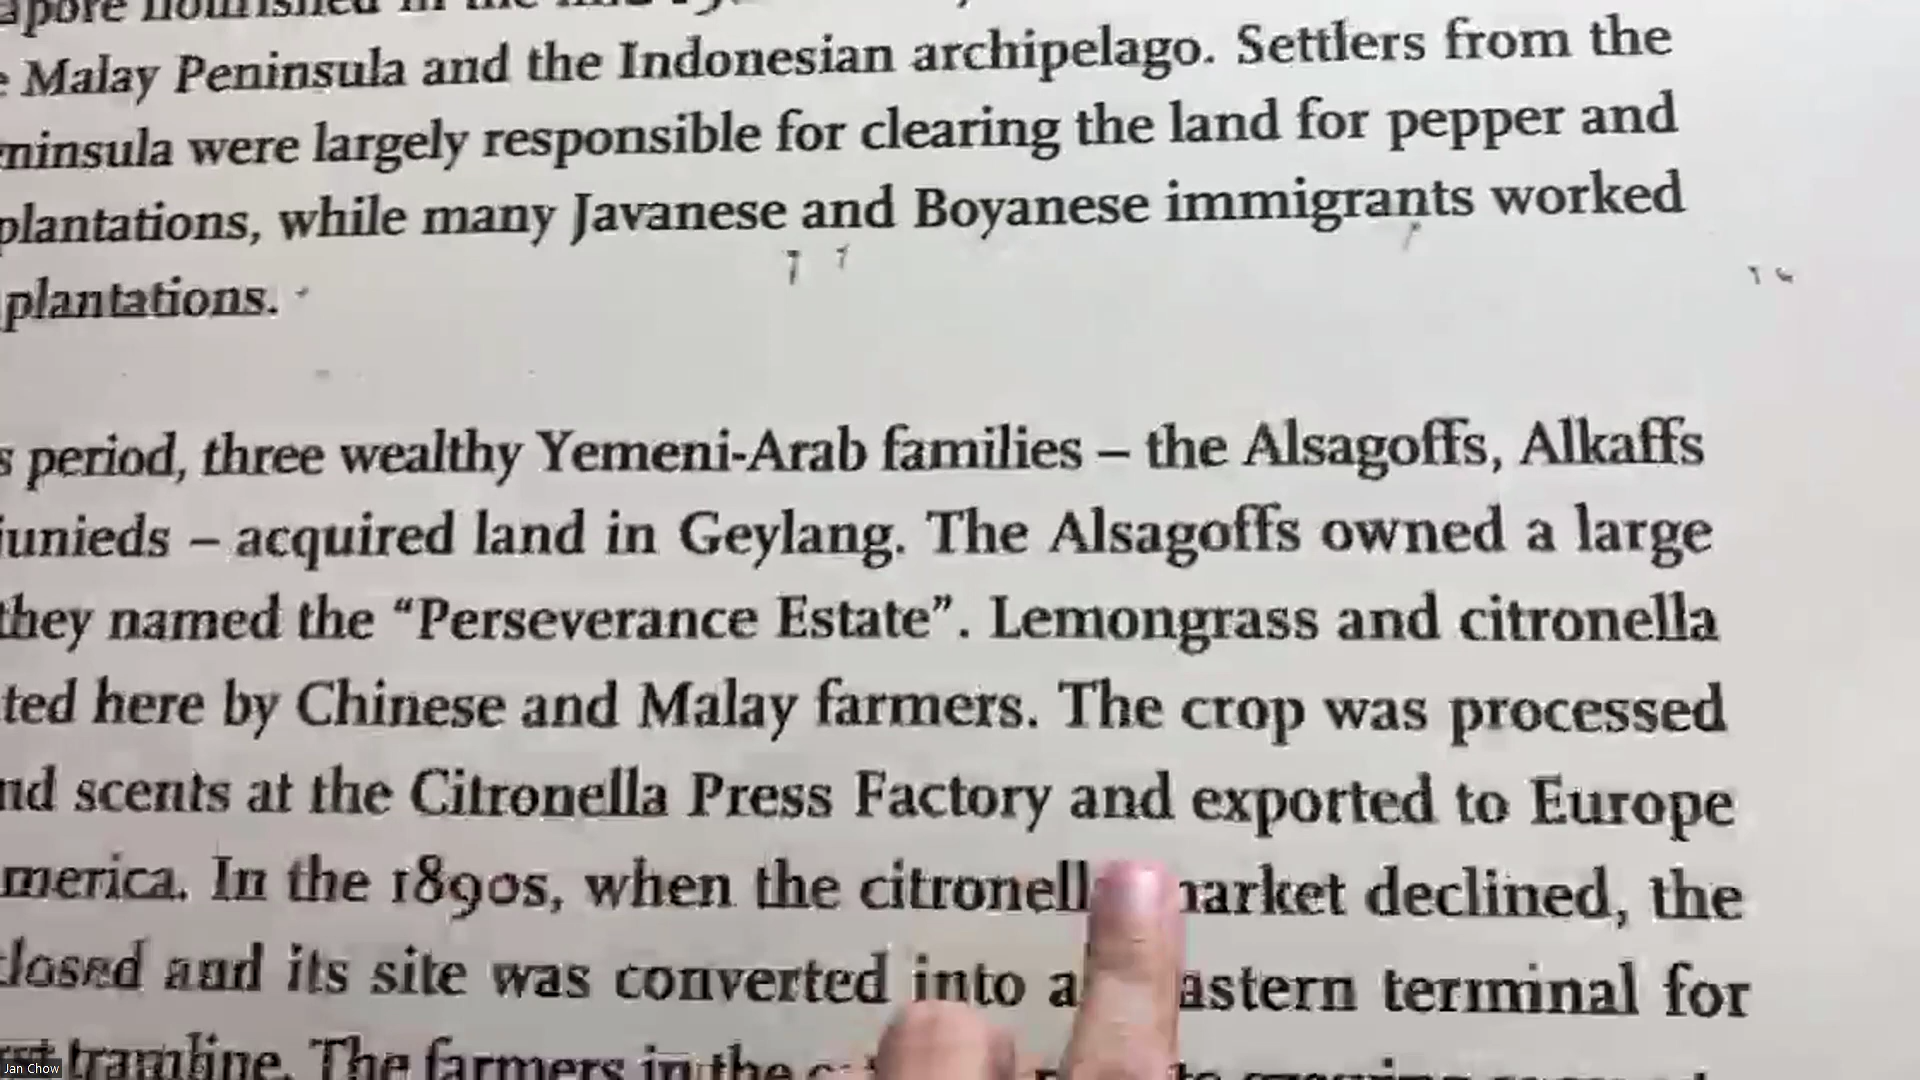 Malay Peninsula and the Indonesian archipelago. Settlers from the
ninsula were largely responsible for clearing the land for pepper and
plantations, while many Javanese and Boyanese immigrants worked
plantations.
s period, three wealthy Yemeni-Arab families – the Alsagoffs, Alkaffs
junieds – acquired land in Geylang. The Alsagoffs owned a large
they named the “Perseverance Estate”. Lemongrass and citronella
ted here by Chinese and Malay farmers. The crop was processed
nd scents at the Citronella Press Factory and exported to Europe
merica. In the 1890s, when the citronell arket declined, the
closed and its site was converted into a astern terminal for
tramline. The farmers in the
Jan Chow